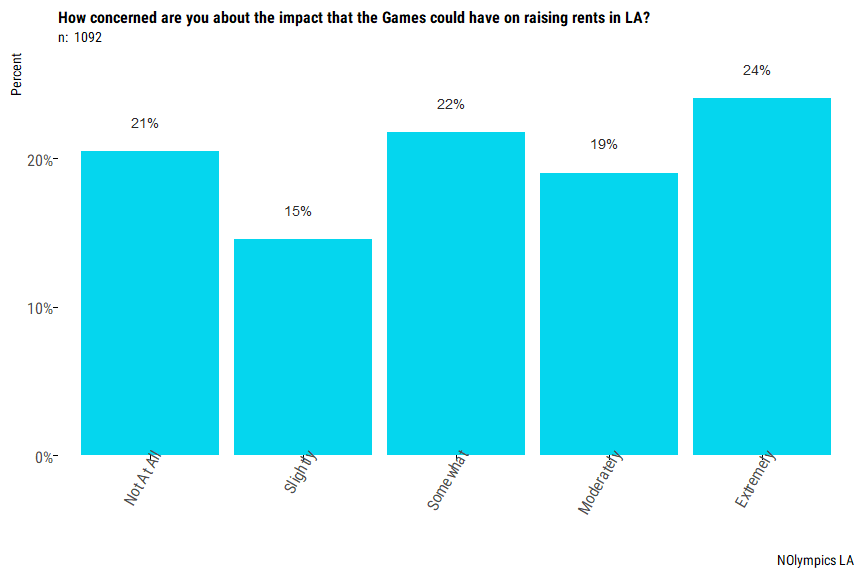 How concerned are you about the impact that the Games could have on raising rents in LA?
n: 1092
Percent
24%
22%
21%
19%
20%
15%
10%
0%
Not At All
Slightly
Somewhat
Moderately
Extremely
NOlympics LA